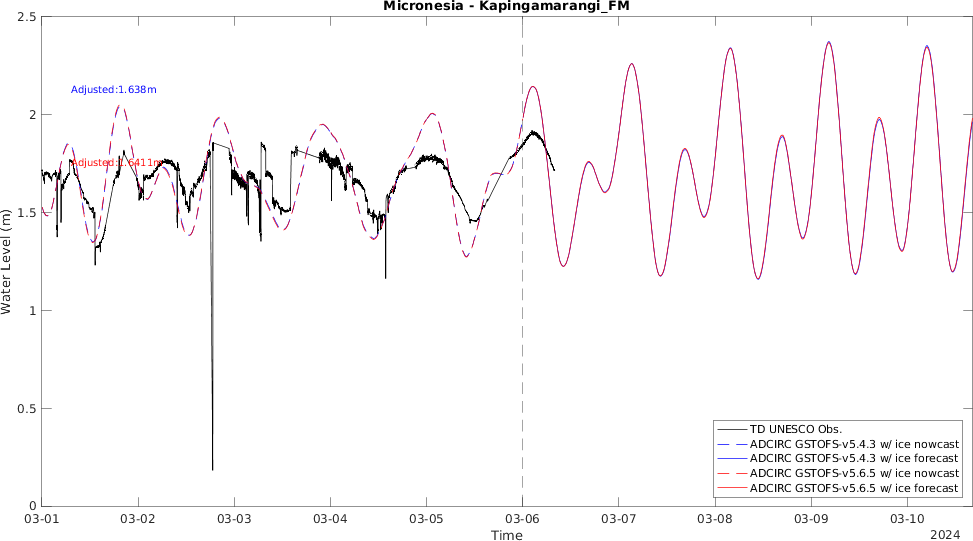 Micronesia - Kapingamarangi_FM
2.5
2
1.5
1
0.5
0
Water Level (m)
Adjusted:1.638m
Adjusted:1.6411m
TD UNESCO Obs.
ADCIRC GSTOFS-v5.4.3 w/ ice nowcast
ADCIRC GSTOFS-v5.4.3 w/ ice forecast
ADCIRC GSTOFS-v5.6.5 w/ ice nowcast
ADCIRC GSTOFS-v5.6.5 w/ ice forecast
03-01 03-02 03-03 03-04 03-05 03-06 03-07 03-08 03-09 03-10
Time
2024